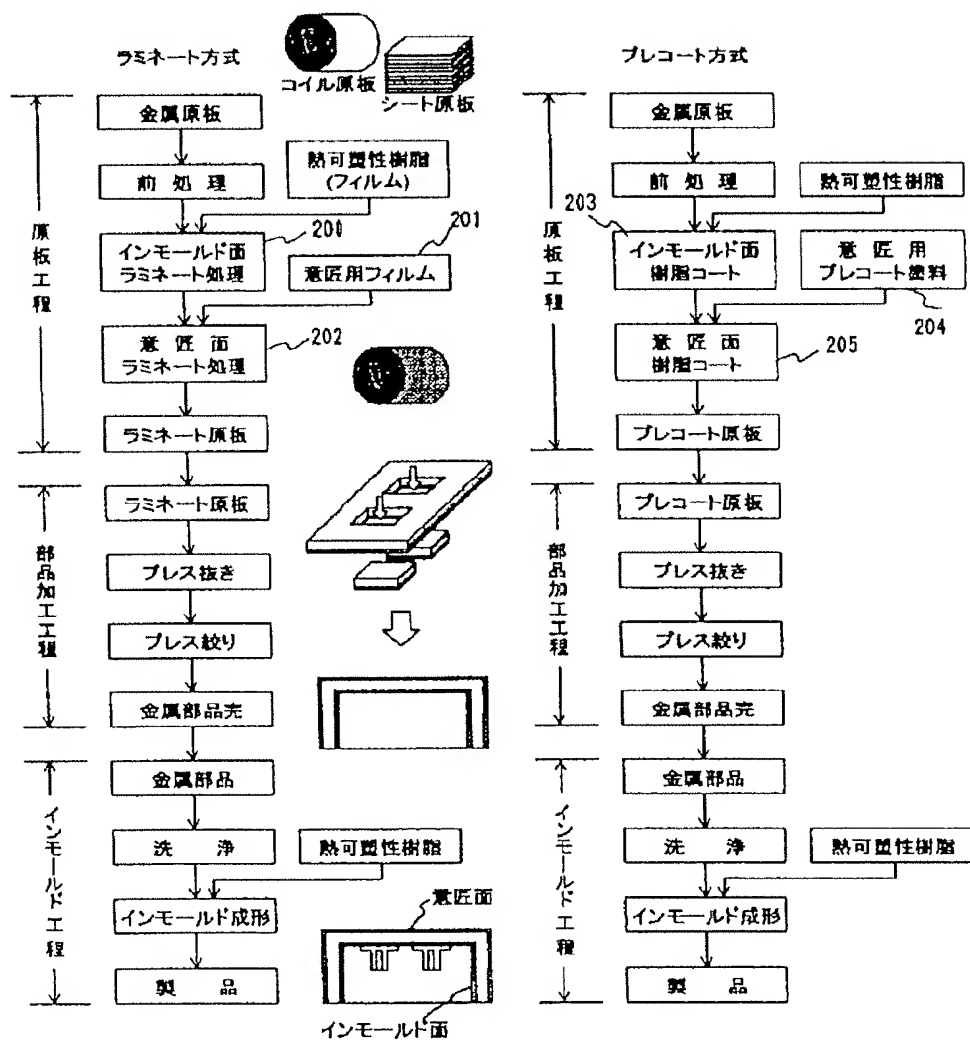 ラミネート方式
コイル原板
シート原板
プレコート方式
金属原板
前処理
熱可塑性樹脂
(フィルム)
200
インモールド面
ラミネート処理
201
意匠用フィルム
意匠面
ラミネート処理
202
ラミネート原板
原板工程
ラミネート原板
プレス抜き
プレス絞り
金属部品完
部品加工工程
金属部品
洗浄
熱可塑性樹脂
インモールド成形
製品
インモールド工程
意匠面
インモールド面
金属原板
前処理
熱可塑性樹脂
203
インモールド面
樹脂コート
意匠用
プレコート塗料
204
意匠面
樹脂コート
205
プレコート原板
原板工程
プレコート原板
プレス抜き
プレス絞り
金属部品完
部品加工工程
金属部品
洗浄
熱可塑性樹脂
インモールド成形
製品
インモールド工程